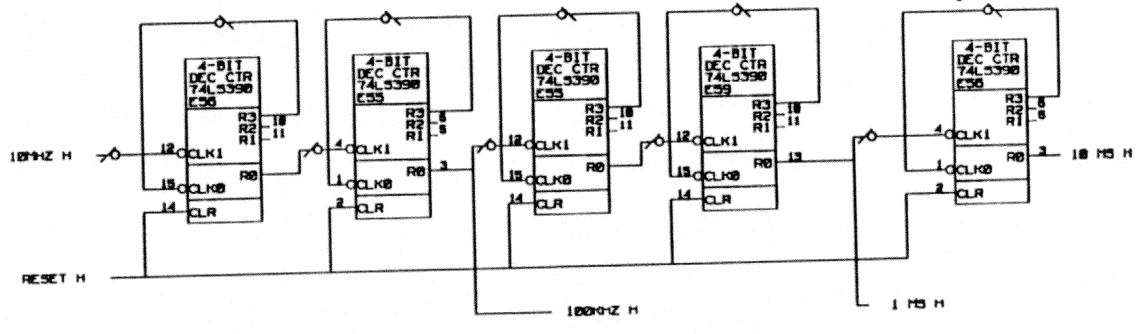 4-BIT
DEC CTR
74LS390
E56
R3
R2 10
R1 11
12 CLK1
R0
15 CLK0
14 CLR
4-BIT
DEC CTR
74LS390
E55
R3 6
R2 5
R1
4 CLK1
R0 3
1 CLK0
2 CLR
4-BIT
DEC CTR
74LS390
E55
R3 10
R2 11
R1
12 CLK1
R0
15 CLK0
14 CLR
4-BIT
DEC CTR
74LS390
E59
R3 10
R2 11
R1
12 CLK1
R0 13
15 CLK0
14 CLR
4-BIT
DEC CTR
74LS390
E56
R3 6
R2 5
R1
4 CLK1
R0 3
1 CLK0
2 CLR
10MHZ H
10 MS H
RESET H
100KHZ H
1 MS H